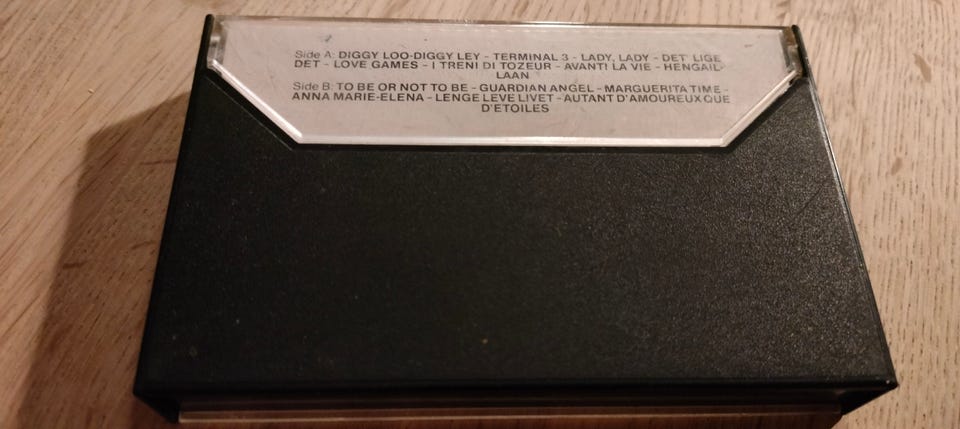 Side A: DIGGY LOO-DIGGY LEY - TERMINAL 3 - LADY, LADY - DET' LIGE
DET - LOVE GAMES - I TRENI DI TOZEUR - AVANTI LA VIE - HENGAIL-
LAAN
Side B: TO BE OR NOT TO BE - GUARDIAN ANGEL - MARGUERITA TIME -
ANNA MARIE-ELENA - LENGE LEVE LIVET - AUTANT D'AMOUREUX QUE
D'ETOILES